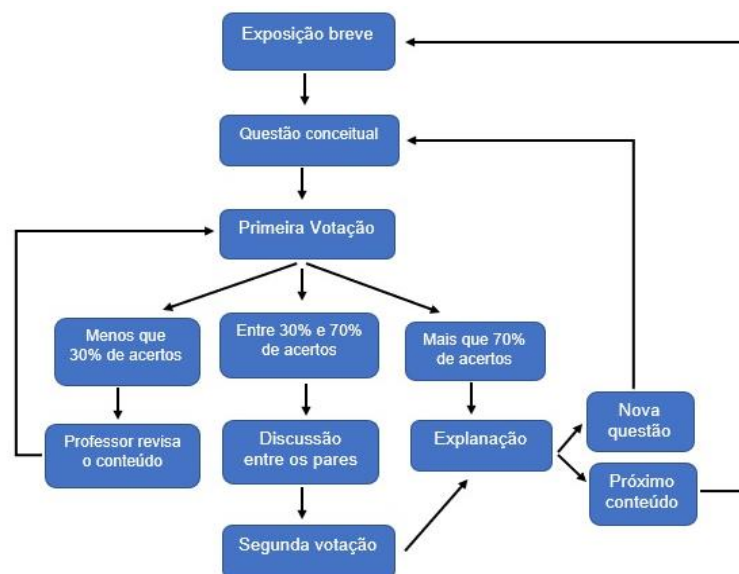 Exposição breve
Questão conceitual
Primeira Votação
Menos que
30% de acertos
Entre 30% e 70%
de acertos
Mais que 70%
de acertos
Professor revisa
o conteúdo
Discussão
entre os pares
Explanação
Nova
questão
Próximo
conteúdo
Segunda votação